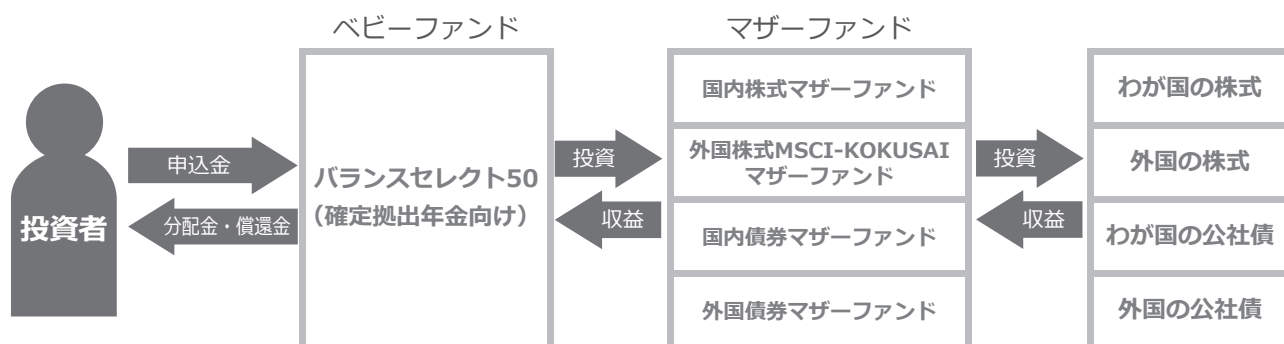 ベビーファンド
マザーファンド
投資者
申込金
分配金・償還金
バランスセレクト50
（確定拠出年金向け）
投資
収益
国内株式マザーファンド
外国株式MSCI-KOKUSAI
マザーファンド
国内債券マザーファンド
外国債券マザーファンド
投資
収益
わが国の株式
外国の株式
わが国の公社債
外国の公社債